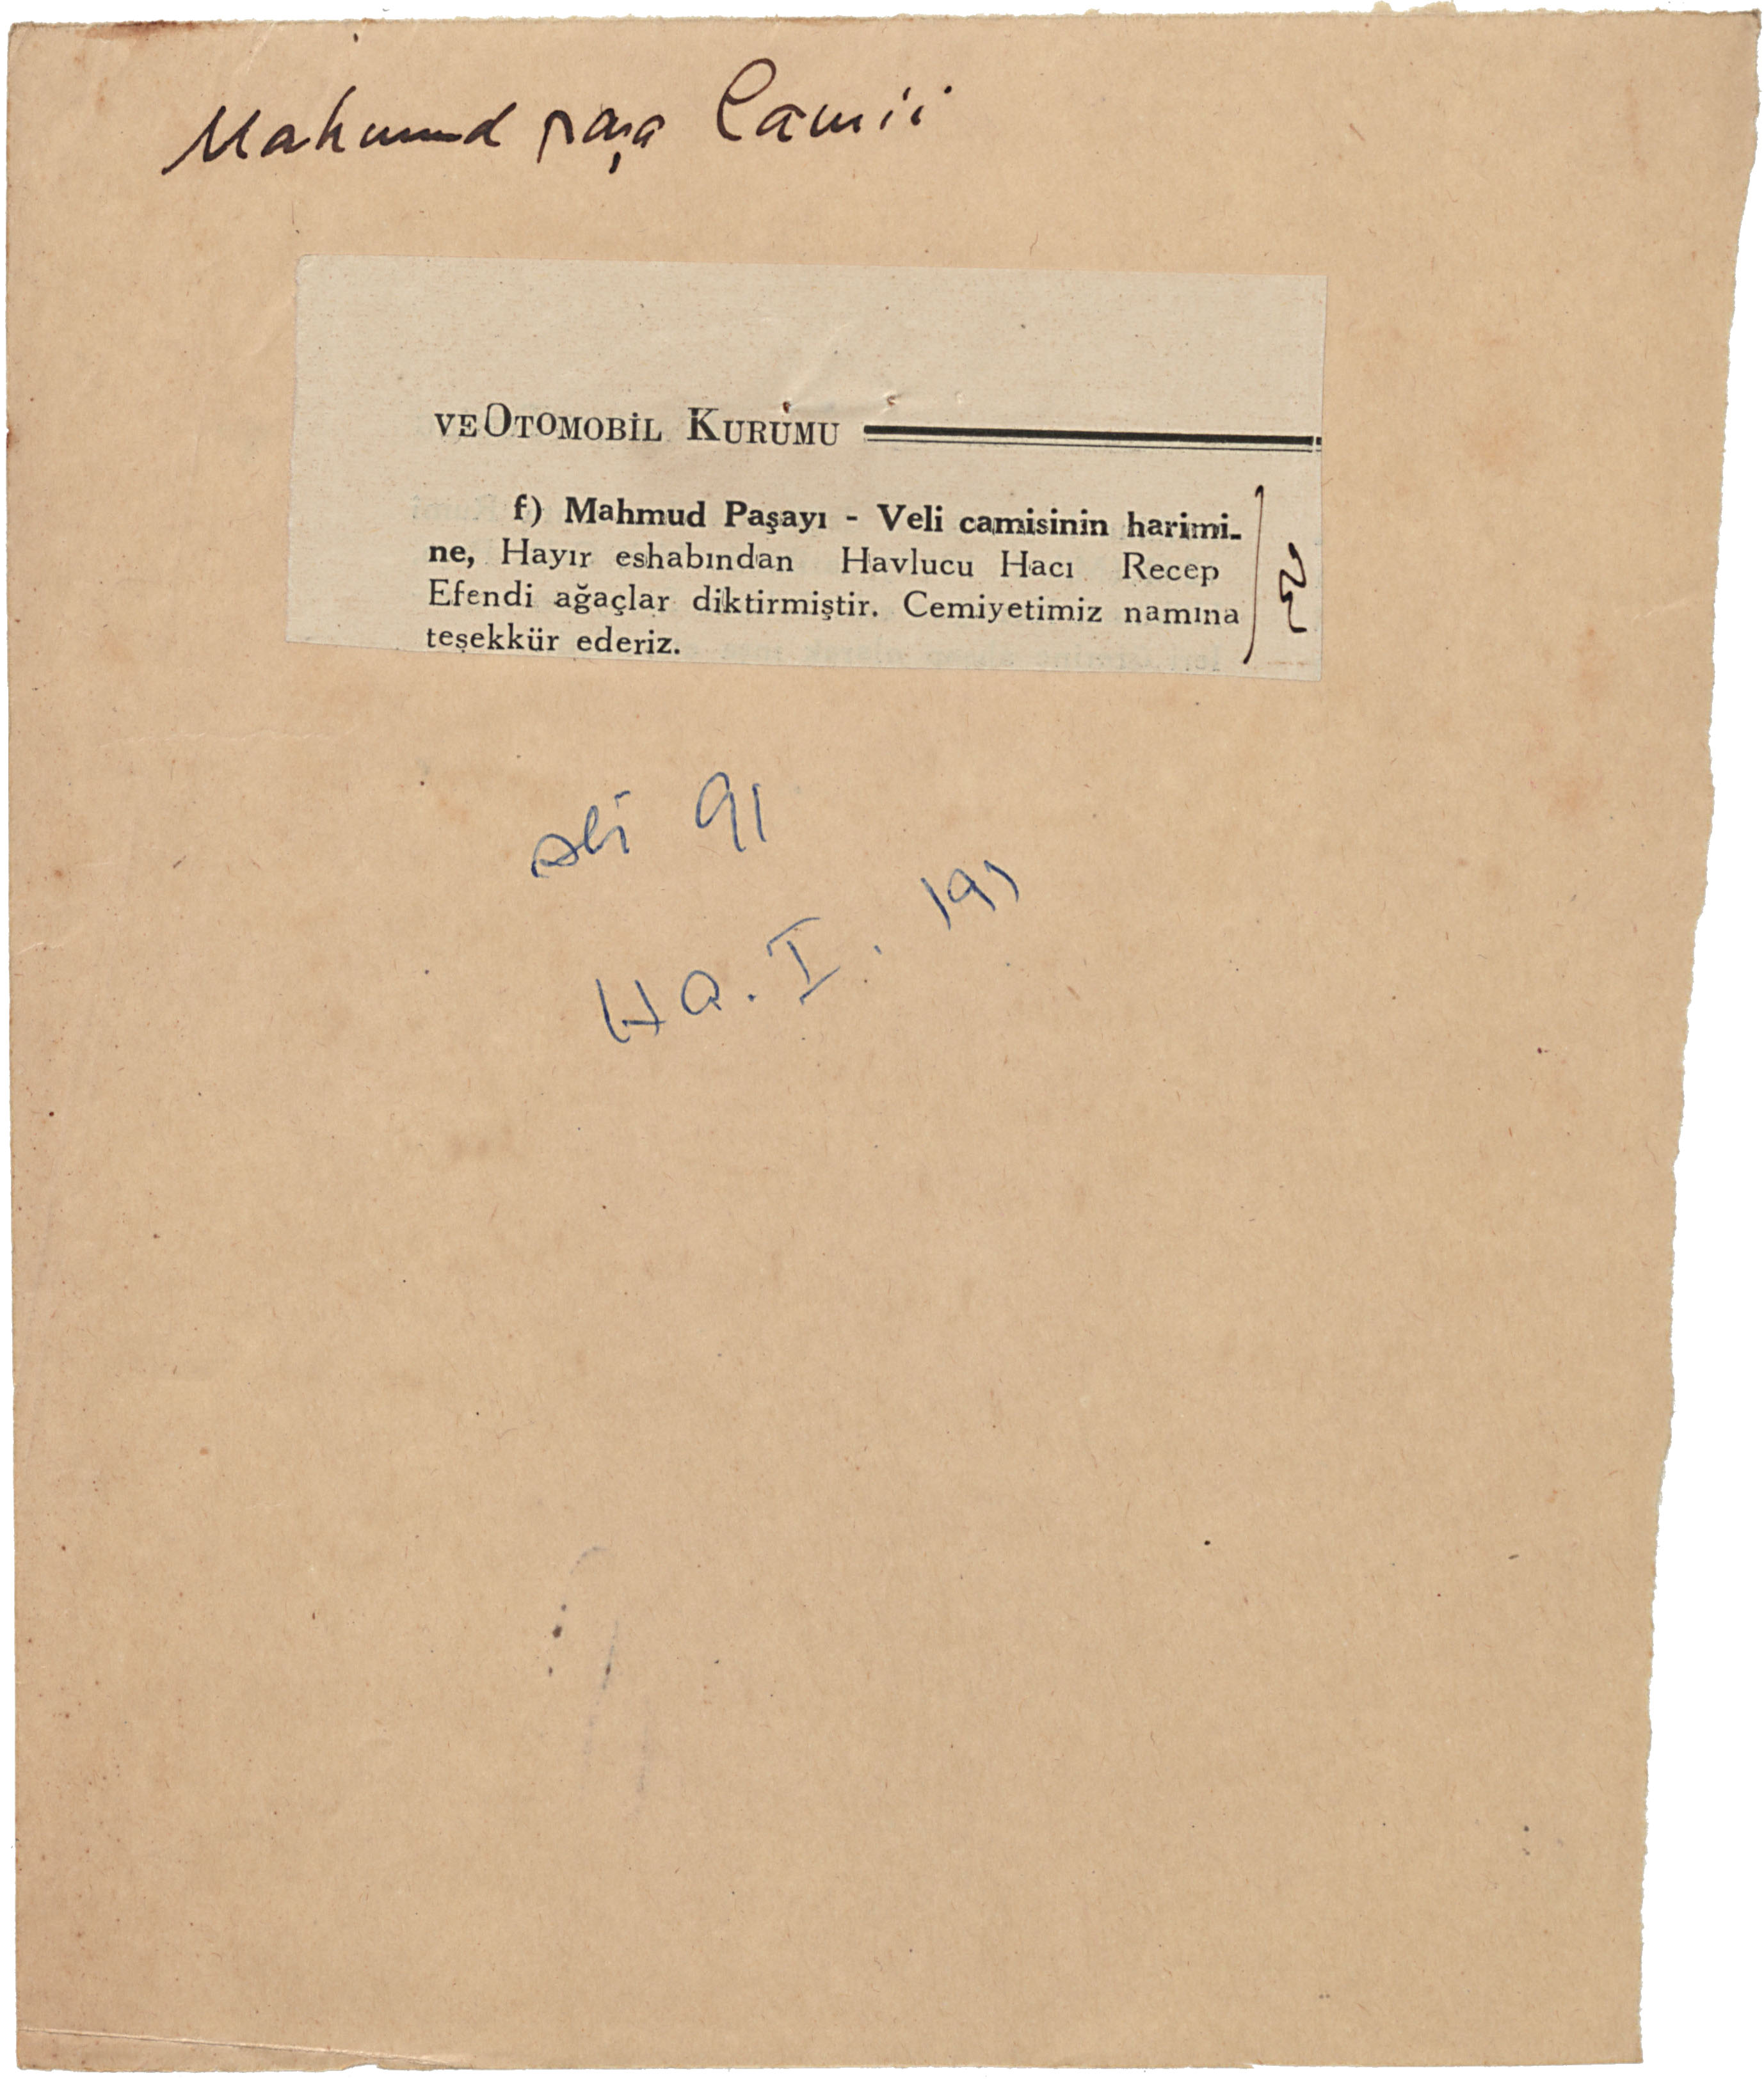 Mahmud paşa Camii
VE OTOMOBİL KURUMU
f) Mahmud Paşayı - Veli camisinin harimi-
ne, Hayır eshabından Havlucu Hacı Recep
Efendi ağaçlar diktirmiştir. Cemiyetimiz namına
teşekkür ederiz.
Ali 91
Ha. I. 191